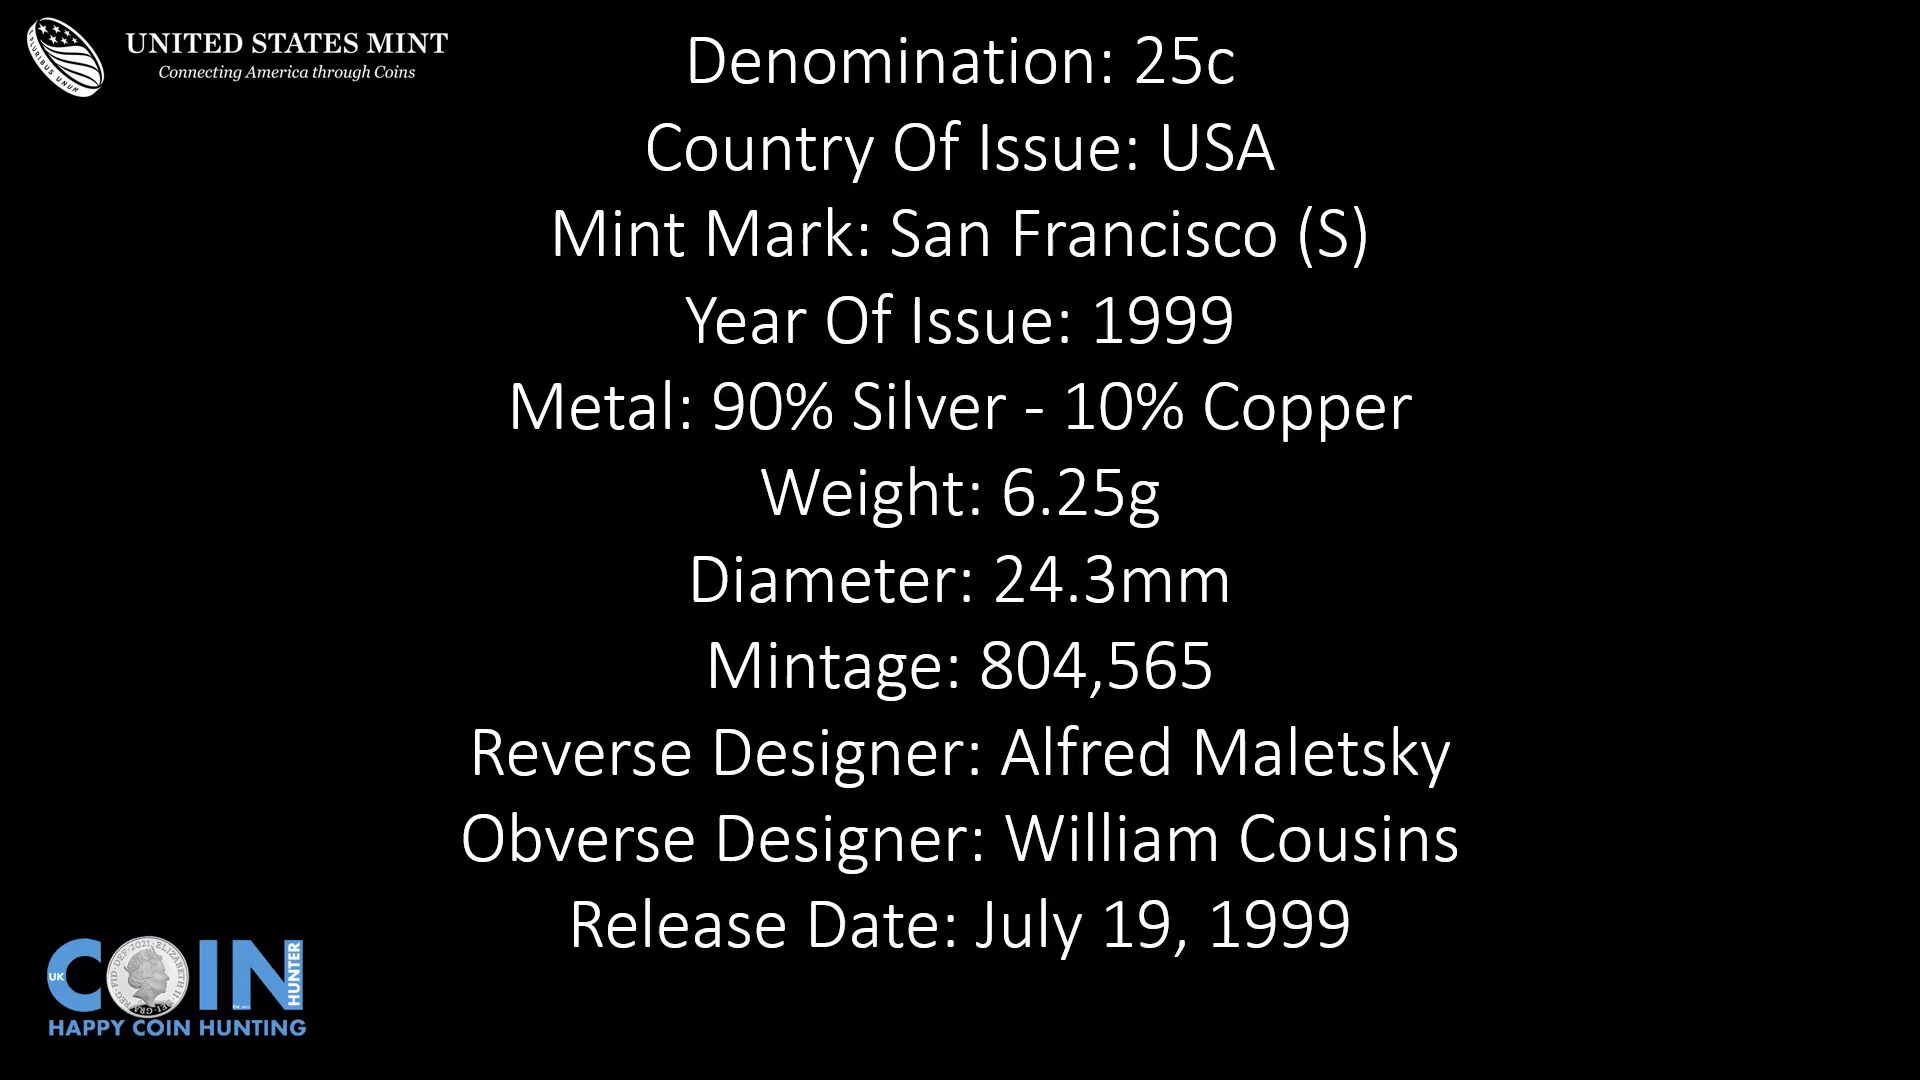 UNITED STATES MINT
Connecting America through Coins
PLURIBUS UNUM
Denomination: 25c
Country Of Issue: USA
Mint Mark: San Francisco (S)
Year Of Issue: 1999
Metal: 90% Silver - 10% Copper
Weight: 6.25g
Diameter: 24.3mm
Mintage: 804,565
Reverse Designer: Alfred Maletsky
Obverse Designer: William Cousins
Release Date: July 19, 1999
UK COIN HUNTER
HAPPY COIN HUNTING